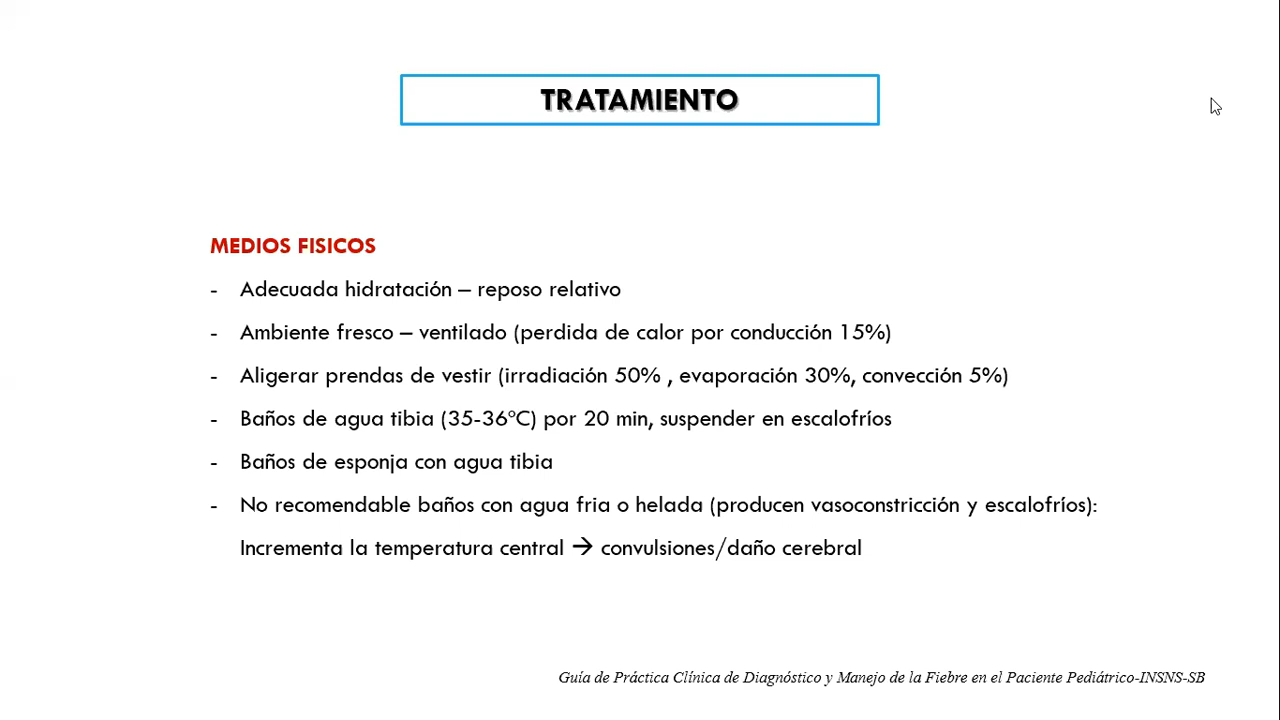 TRATAMIENTO
MEDIOS FISICOS
- Adecuada hidratación – reposo relativo
- Ambiente fresco – ventilado (perdida de calor por conducción 15%)
- Aligerar prendas de vestir (irradiación 50% , evaporación 30%, convección 5%)
- Baños de agua tibia (35-36°C) por 20 min, suspender en escalofríos
- Baños de esponja con agua tibia
- No recomendable baños con agua fria o helada (producen vasoconstricción y escalofríos):
Incrementa la temperatura central → convulsiones/daño cerebral
Guía de Práctica Clínica de Diagnóstico y Manejo de la Fiebre en el Paciente Pediátrico-INSNS-SB